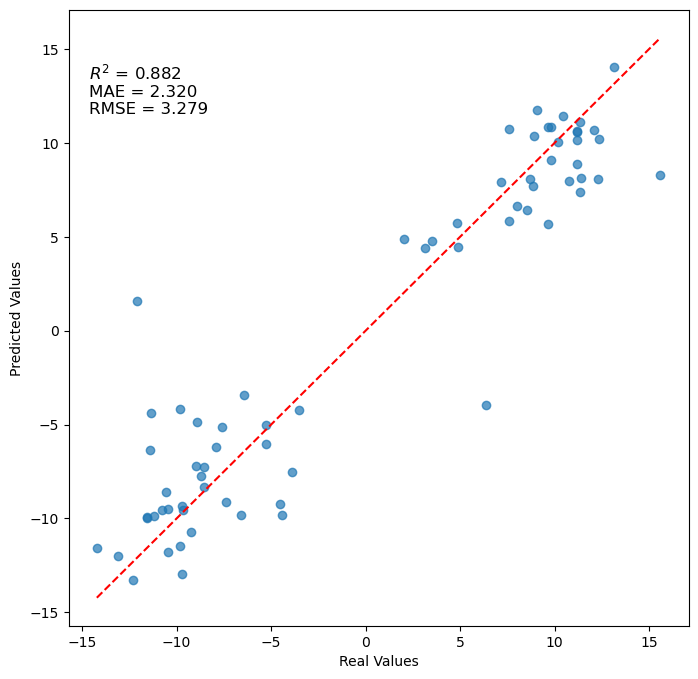 R² = 0.882
MAE = 2.320
RMSE = 3.279
15
10
5
0
−5
−10
−15
Predicted Values
−15 −10 −5 0 5 10 15
Real Values